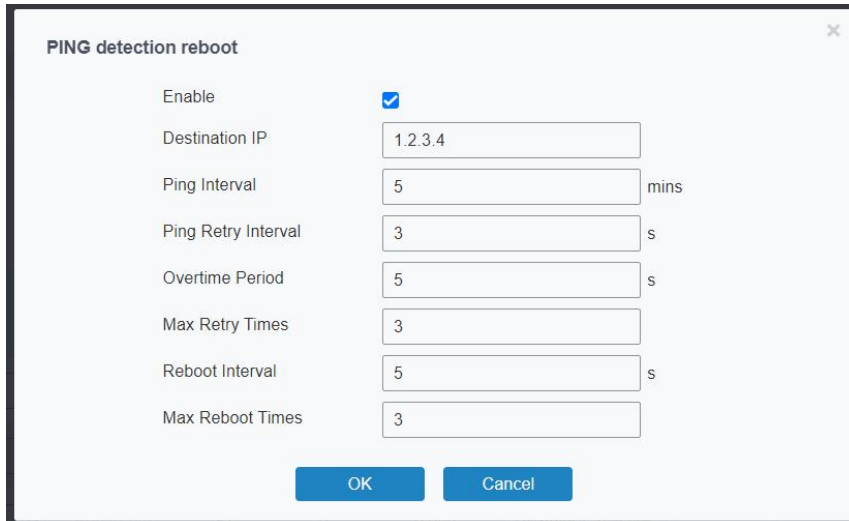 PING detection reboot
Enable
Destination IP 1.2.3.4
Ping Interval 5 mins
Ping Retry Interval 3 s
Overtime Period 5 s
Max Retry Times 3
Reboot Interval 5 s
Max Reboot Times 3
OK Cancel